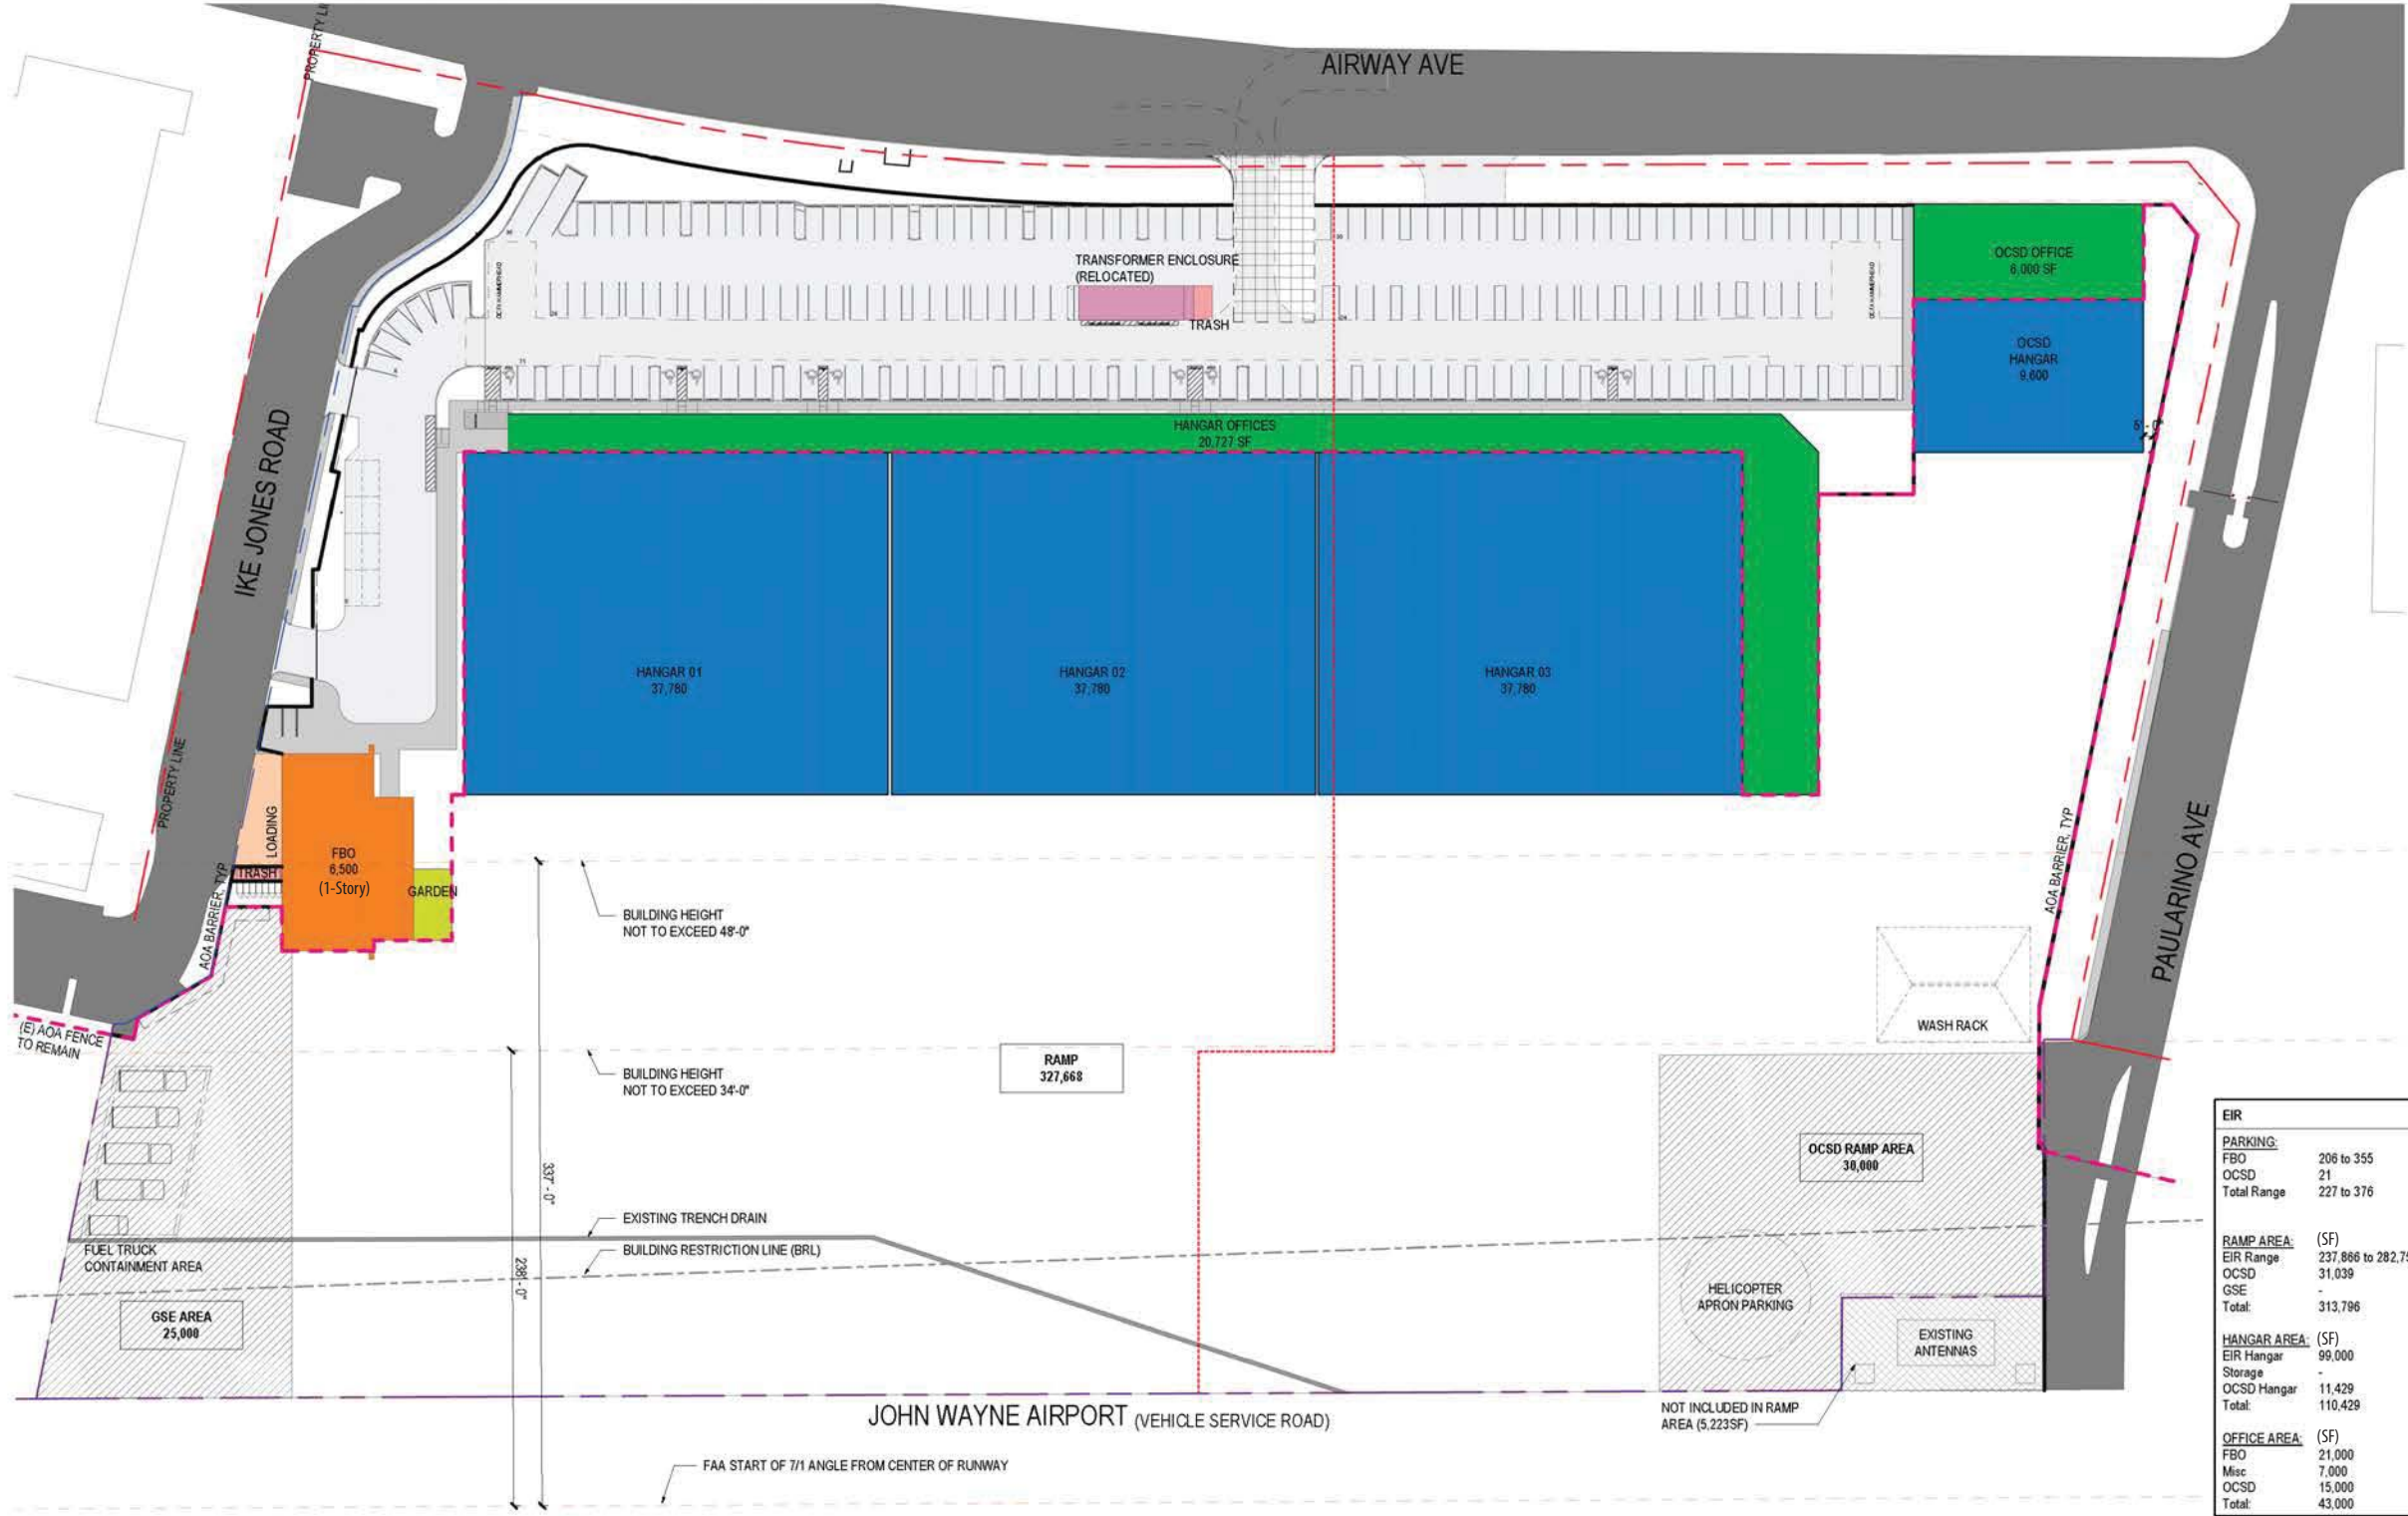 PROPERTY LI
AIRWAY AVE
OCSD OFFICE
6,000 SF
TRANSFORMER ENCLOSURE
(RELOCATED)
TRASH
OCSD
HANGAR
9,600
5'-0"
HANGAR OFFICES
20,727 SF
IKE JONES ROAD
HANGAR 01
37,780
HANGAR 02
37,780
HANGAR 03
37,780
PROPERTY LINE
LOADING
FBO
6,500
(1-Story)
TRASH
GARDEN
AOA BARRIER, TYP
AOA BARRIER, TYP
PAULARINO AVE
BUILDING HEIGHT
NOT TO EXCEED 48'-0"
WASH RACK
(E) AOA FENCE
TO REMAIN
RAMP
327,668
BUILDING HEIGHT
NOT TO EXCEED 34'-0"
OCSD RAMP AREA
30,000
337'-0"
238'-0"
EXISTING TRENCH DRAIN
BUILDING RESTRICTION LINE (BRL)
FUEL TRUCK
CONTAINMENT AREA
GSE AREA
25,000
HELICOPTER
APRON PARKING
EXISTING
ANTENNAS
JOHN WAYNE AIRPORT (VEHICLE SERVICE ROAD)
NOT INCLUDED IN RAMP
AREA (5,223SF)
FAA START OF 7/1 ANGLE FROM CENTER OF RUNWAY
EIR
PARKING:
FBO 206 to 355
OCSD 21
Total Range 227 to 376
RAMP AREA: (SF)
EIR Range 237,866 to 282,75
OCSD 31,039
GSE -
Total: 313,796
HANGAR AREA: (SF)
EIR Hangar 99,000
Storage -
OCSD Hangar 11,429
Total: 110,429
OFFICE AREA: (SF)
FBO 21,000
Misc 7,000
OCSD 15,000
Total: 43,000